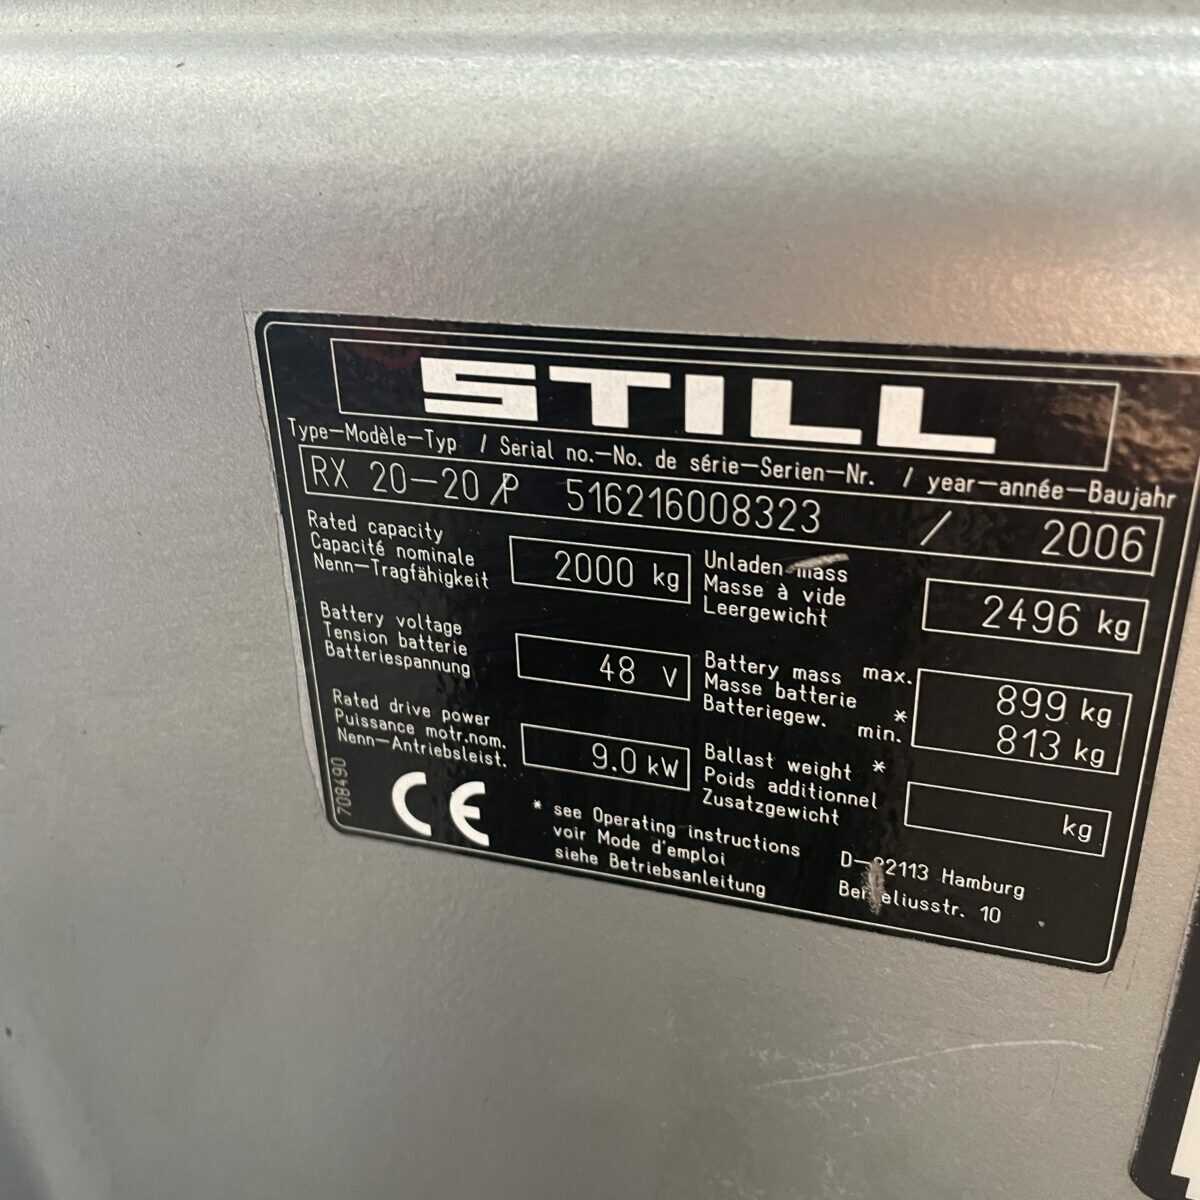 STILL
Type-Modèle-Typ / Serial no.-No. de série-Serien-Nr. / year-année-Baujahr
RX 20-20 P 516216008323 / 2006
Rated capacity
Capacité nominale
Nenn-Tragfähigkeit
2000 kg
Unladen mass
Masse à vide
Leergewicht
2496 kg
Battery voltage
Tension batterie
Batteriespannung
48 V
Battery mass max.
Masse batterie *
Batteriegew. min.
899 kg
813 kg
Rated drive power
Puissance motr.nom.
Nenn-Antriebsleist.
9.0 kW
Ballast weight *
Poids additionnel
Zusatzgewicht
kg
708490
CE
* see Operating instructions
voir Mode d'emploi
siehe Betriebsanleitung
Hamburg
10